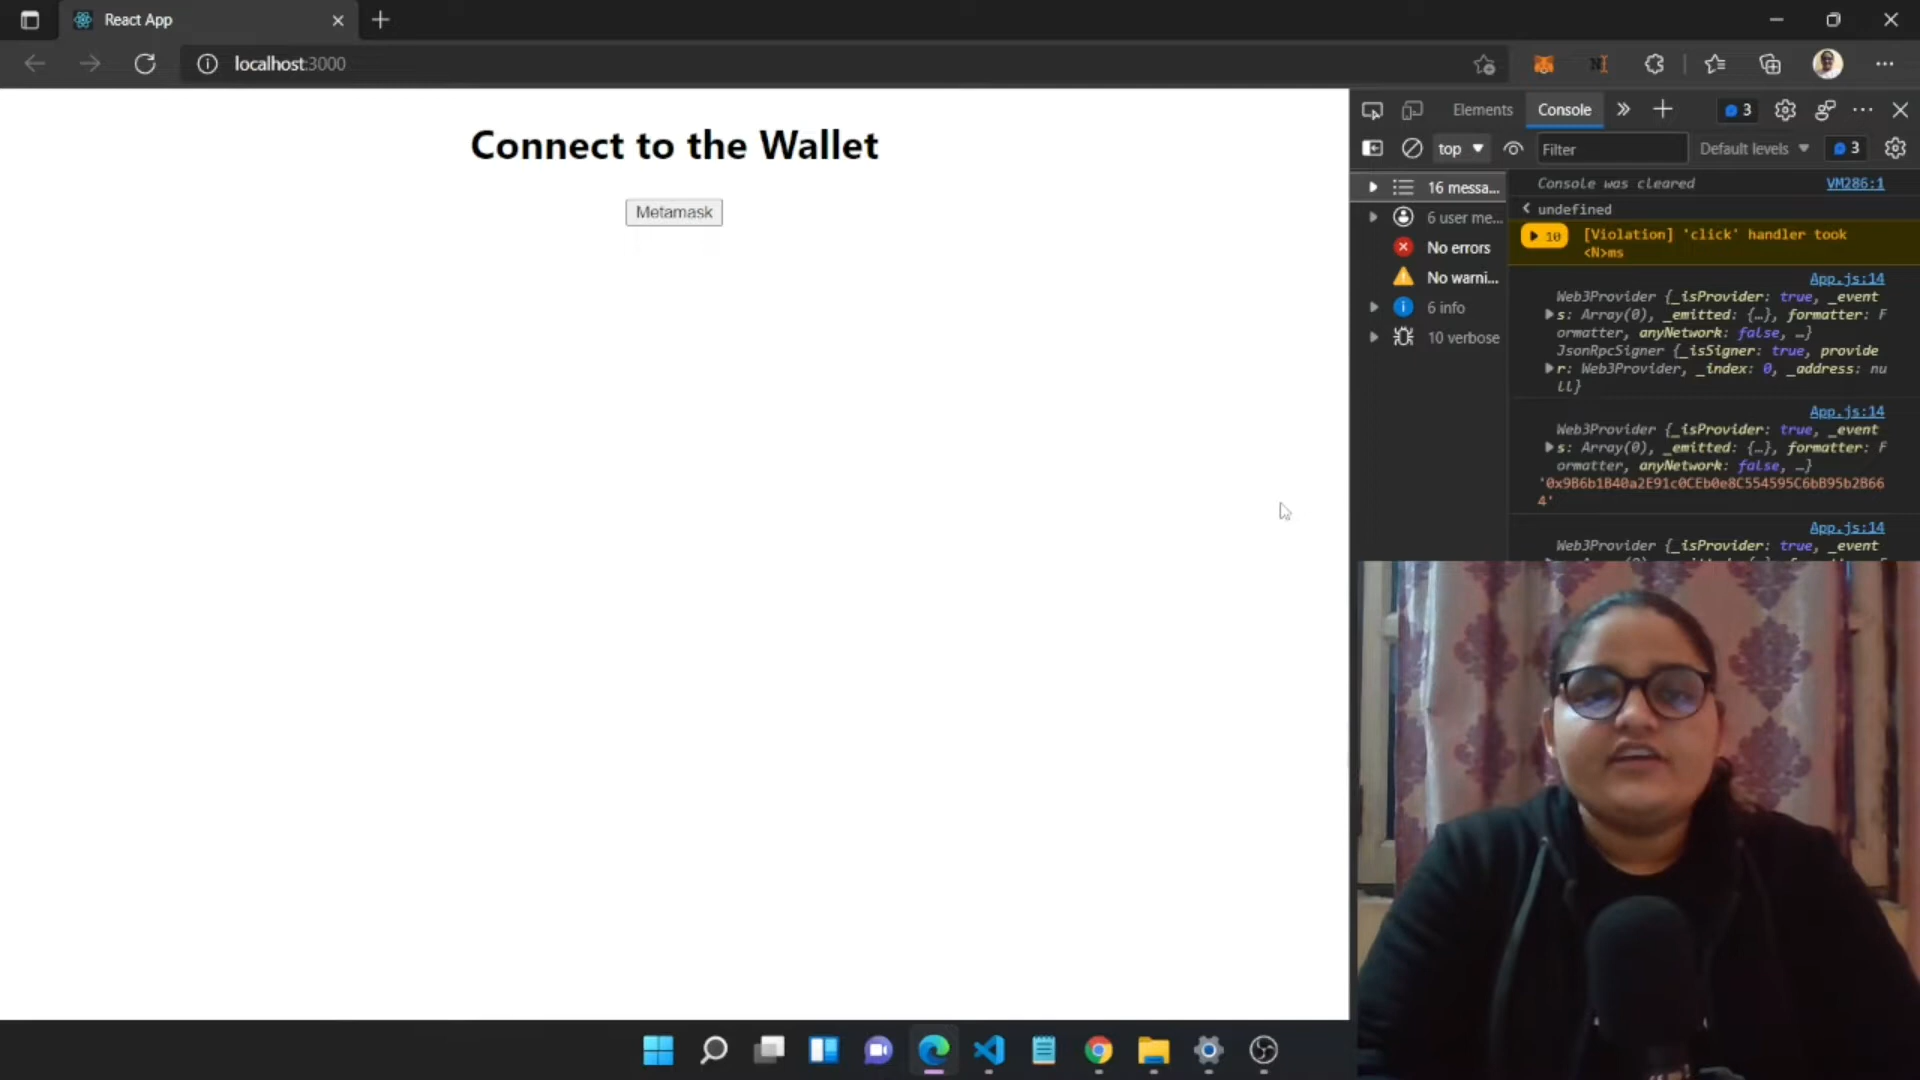 React App
localhost:3000
Connect to the Wallet
Metamask
Elements
Console
3
top
Filter
Default levels
3
16 messa...
6 user me...
No errors
No warni...
6 info
10 verbose
Console was cleared
VM286:1
undefined
10
[Violation] 'click' handler took
<N>ms
App.js:14
Web3Provider {_isProvider: true, _event
s: Array(0), _emitted: {…}, formatter: F
ormatter, anyNetwork: false, …}
JsonRpcSigner {_isSigner: true, provide
r: Web3Provider, _index: 0, _address: nu
ll}
App.js:14
Web3Provider {_isProvider: true, _event
s: Array(0), _emitted: {…}, formatter: F
ormatter, anyNetwork: false, …}
App.js:14
Web3Provider {_isProvider: true, _event